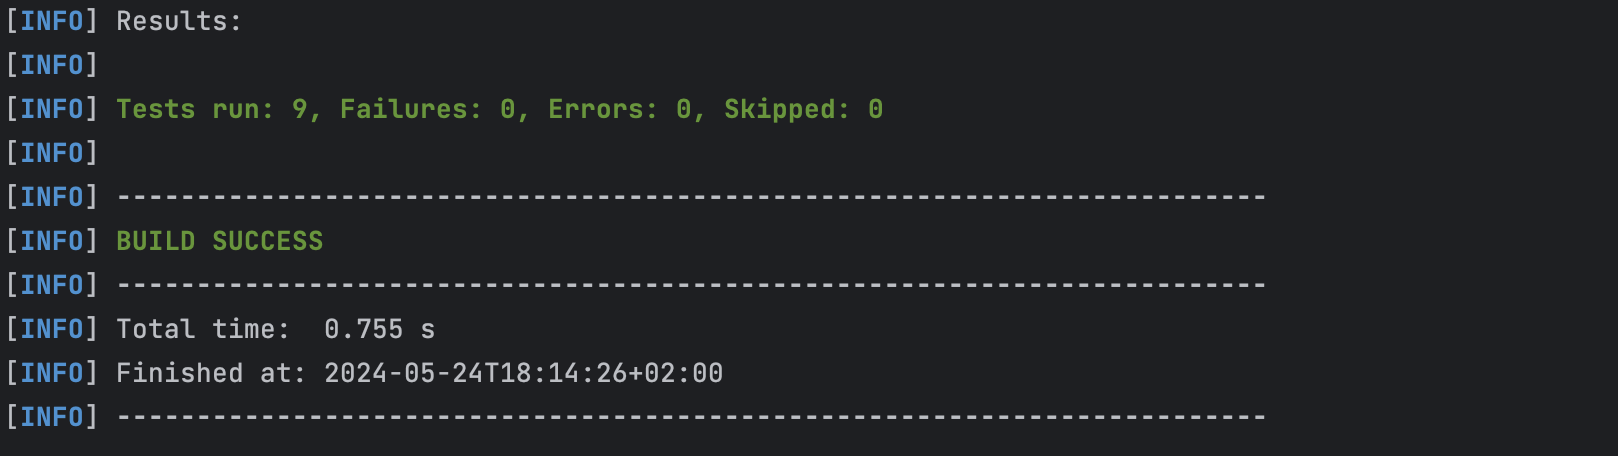 [INFO] Results:
[INFO]
[INFO] Tests run: 9, Failures: 0, Errors: 0, Skipped: 0
[INFO]
[INFO] ------------------------------------------------------------------------
[INFO] BUILD SUCCESS
[INFO] ------------------------------------------------------------------------
[INFO] Total time:  0.755 s
[INFO] Finished at: 2024-05-24T18:14:26+02:00
[INFO] ------------------------------------------------------------------------